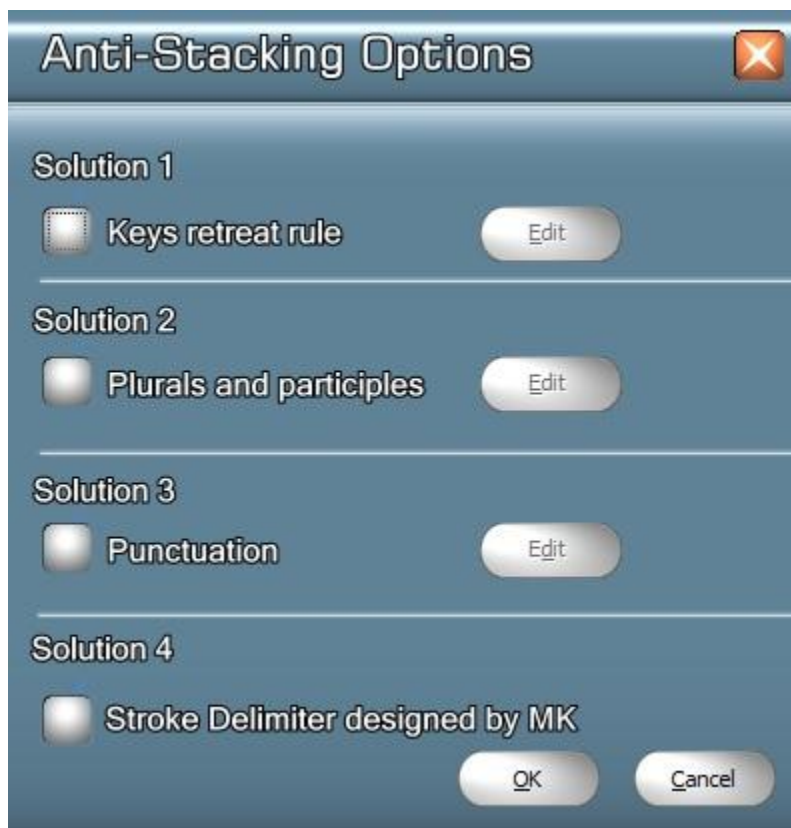 Anti-Stacking Options
Solution 1
Keys retreat rule Edit
Solution 2
Plurals and participles Edit
Solution 3
Punctuation Edit
Solution 4
Stroke Delimiter designed by MK
OK Cancel